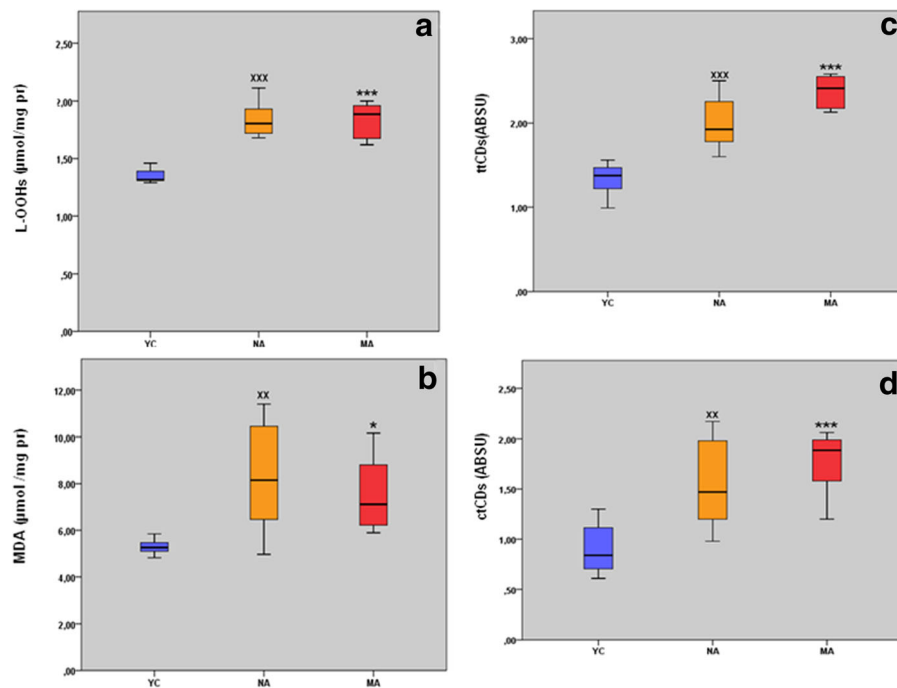 a
L-OOHs (µmol/mg pr)
2,50
2,00
1,50
1,00
,50
,00
xxx
***
YC NA MA
c
ttCDs(ABSU)
3,00
2,00
1,00
,00
xxx
***
YC NA MA
b
MDA (µmol /mg pr)
12,00
10,00
8,00
6,00
4,00
2,00
,00
xx
*
YC NA MA
d
ctCDs (ABSU)
2,50
2,00
1,50
1,00
,50
,00
xx
***
YC NA MA